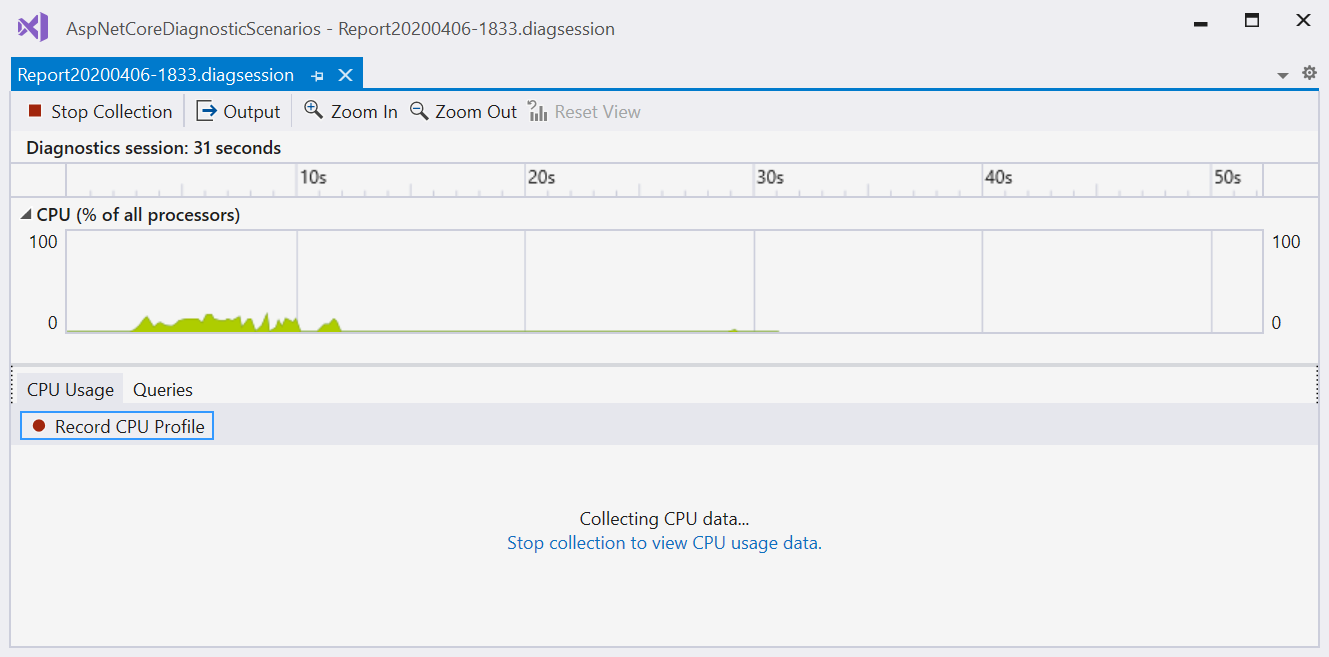 AspNetCoreDiagnosticScenarios - Report20200406-1833.diagsession
Report20200406-1833.diagsession
Stop Collection Output Zoom In Zoom Out Reset View
Diagnostics session: 31 seconds
10s 20s 30s 40s 50s
CPU (% of all processors)
100 100
0 0
CPU Usage Queries
Record CPU Profile
Collecting CPU data...
Stop collection to view CPU usage data.